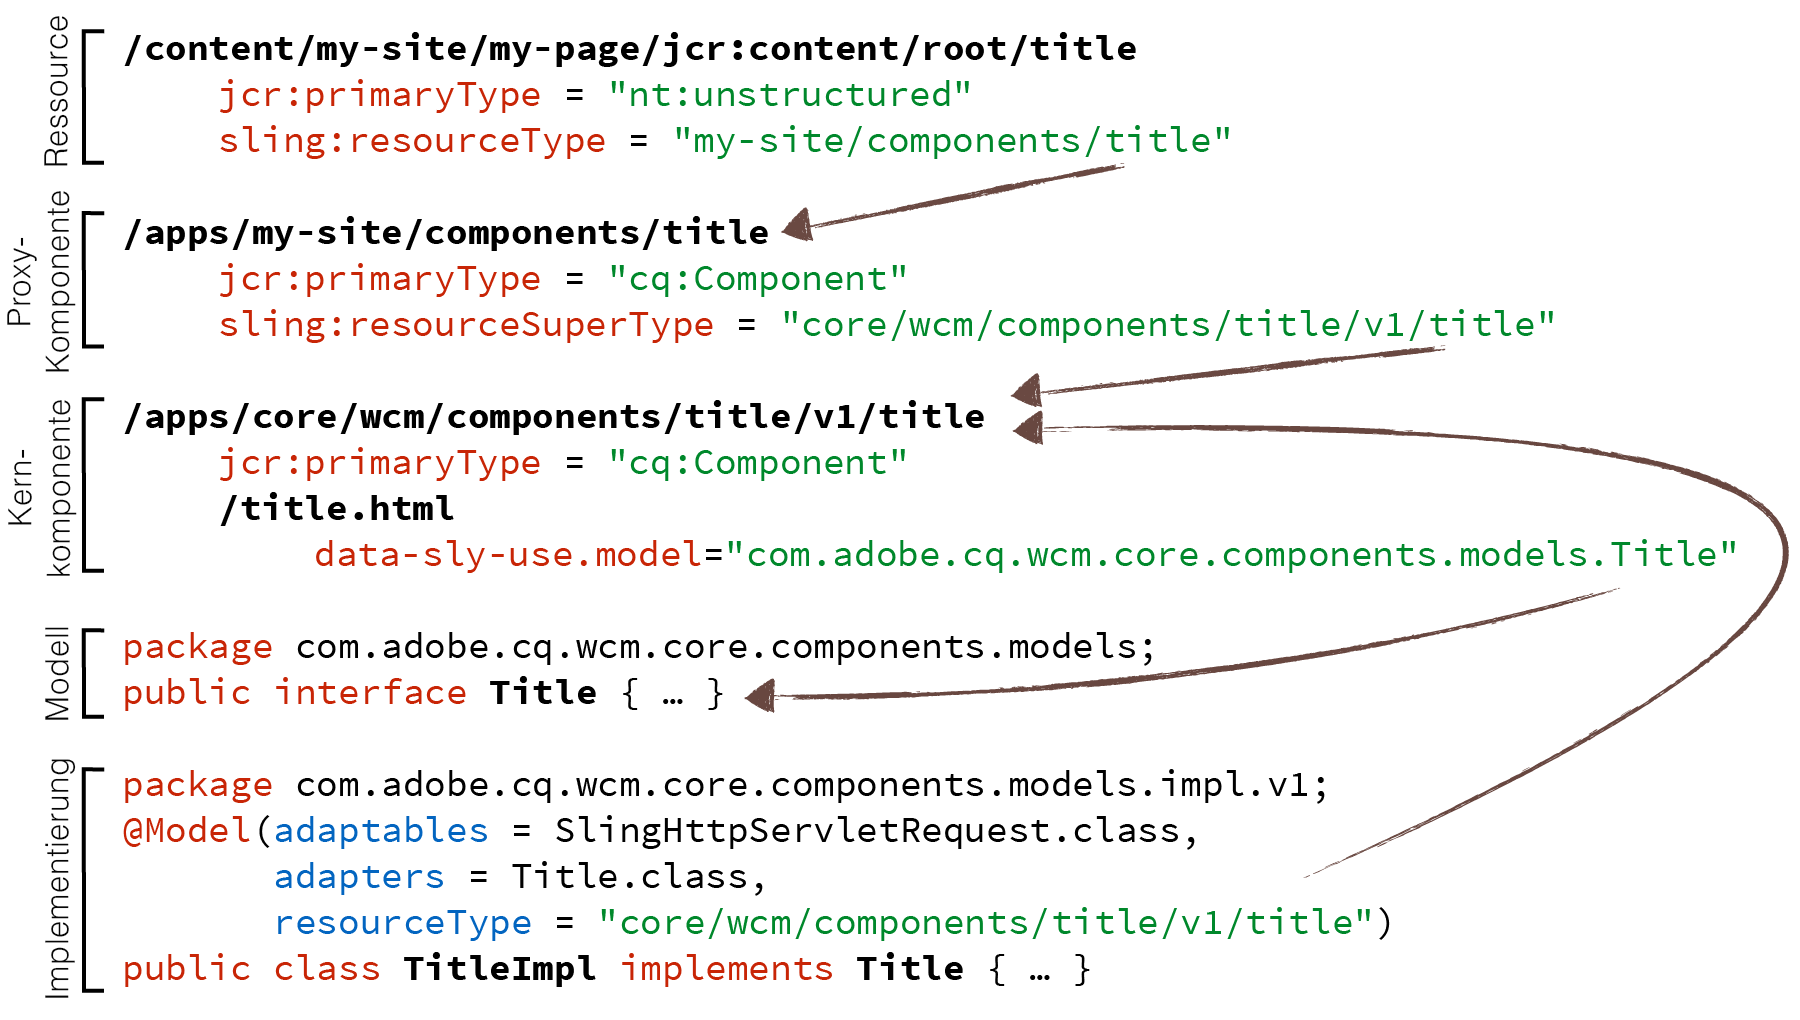 Ressource
/content/my-site/my-page/jcr:content/root/title
jcr:primaryType = "nt:unstructured"
sling:resourceType = "my-site/components/title"
Proxy-
Komponente
/apps/my-site/components/title
jcr:primaryType = "cq:Component"
sling:resourceSuperType = "core/wcm/components/title/v1/title"
Kern-
komponente
/apps/core/wcm/components/title/v1/title
jcr:primaryType = "cq:Component"
/title.html
data-sly-use.model="com.adobe.cq.wcm.core.components.models.Title"
Modell
package com.adobe.cq.wcm.core.components.models;
public interface Title { … }
Implementierung
package com.adobe.cq.wcm.core.components.models.impl.v1;
@Model(adaptables = SlingHttpServletRequest.class,
adapters = Title.class,
resourceType = "core/wcm/components/title/v1/title")
public class TitleImpl implements Title { … }